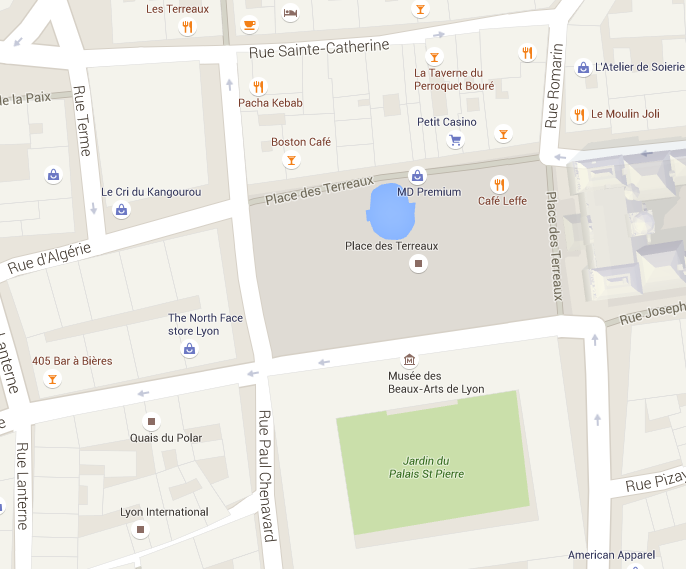 Les Terreaux
Rue Sainte-Catherine
La Taverne du
Perroquet Bouré
L'Atelier de Soierie
Rue Romarin
de la Paix
Rue Terme
Pacha Kebab
Le Moulin Joli
Petit Casino
Boston Café
Le Cri du Kangourou
Place des Terreaux
MD Premium
Café Leffe
Place des Terreaux
Place des Terreaux
Rue d'Algérie
Rue Joseph
The North Face
store Lyon
Lanterne
405 Bar à Bières
Musée des
Beaux-Arts de Lyon
Quais du Polar
Rue Paul Chenavard
Rue Lanterne
Jardin du
Palais St Pierre
Rue Pizay
Lyon International
American Apparel